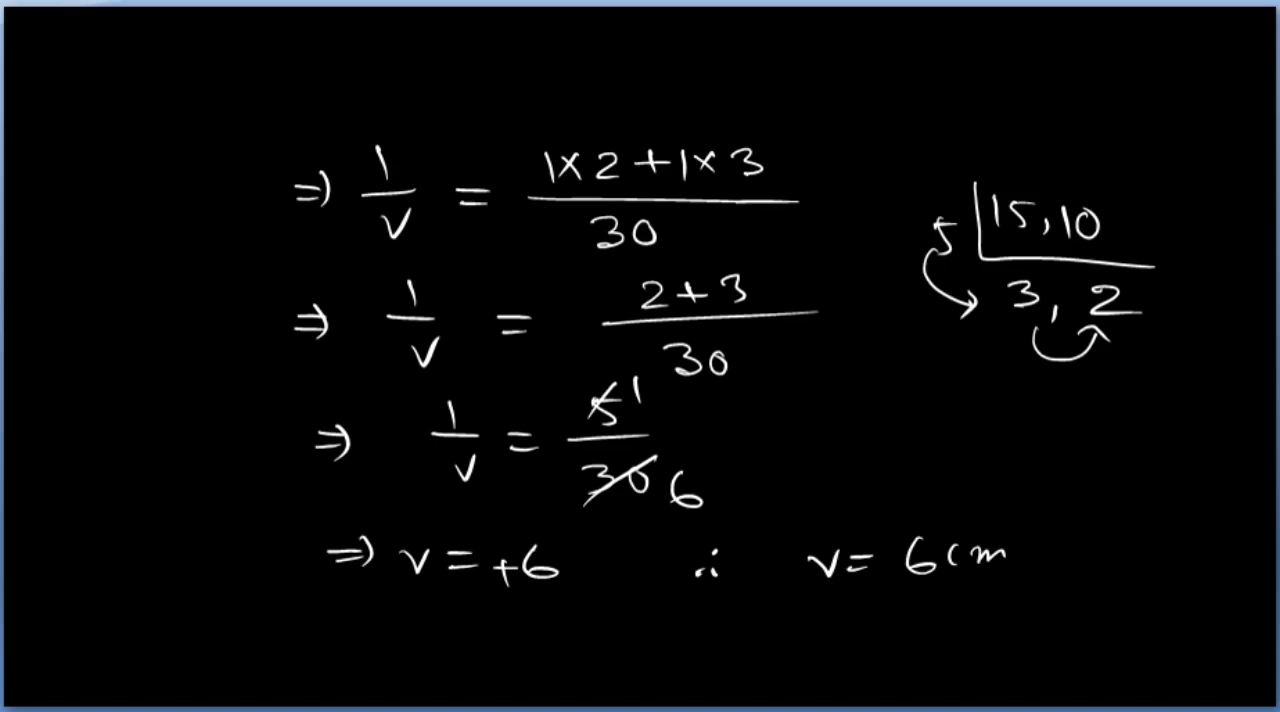 ⇒ 1/v = (1×2+1×3)/30
5 | 15, 10
3, 2
⇒ 1/v = (2+3)/30
⇒ 1/v = 5/30 1 6
⇒ v = +6 ∴ v = 6cm